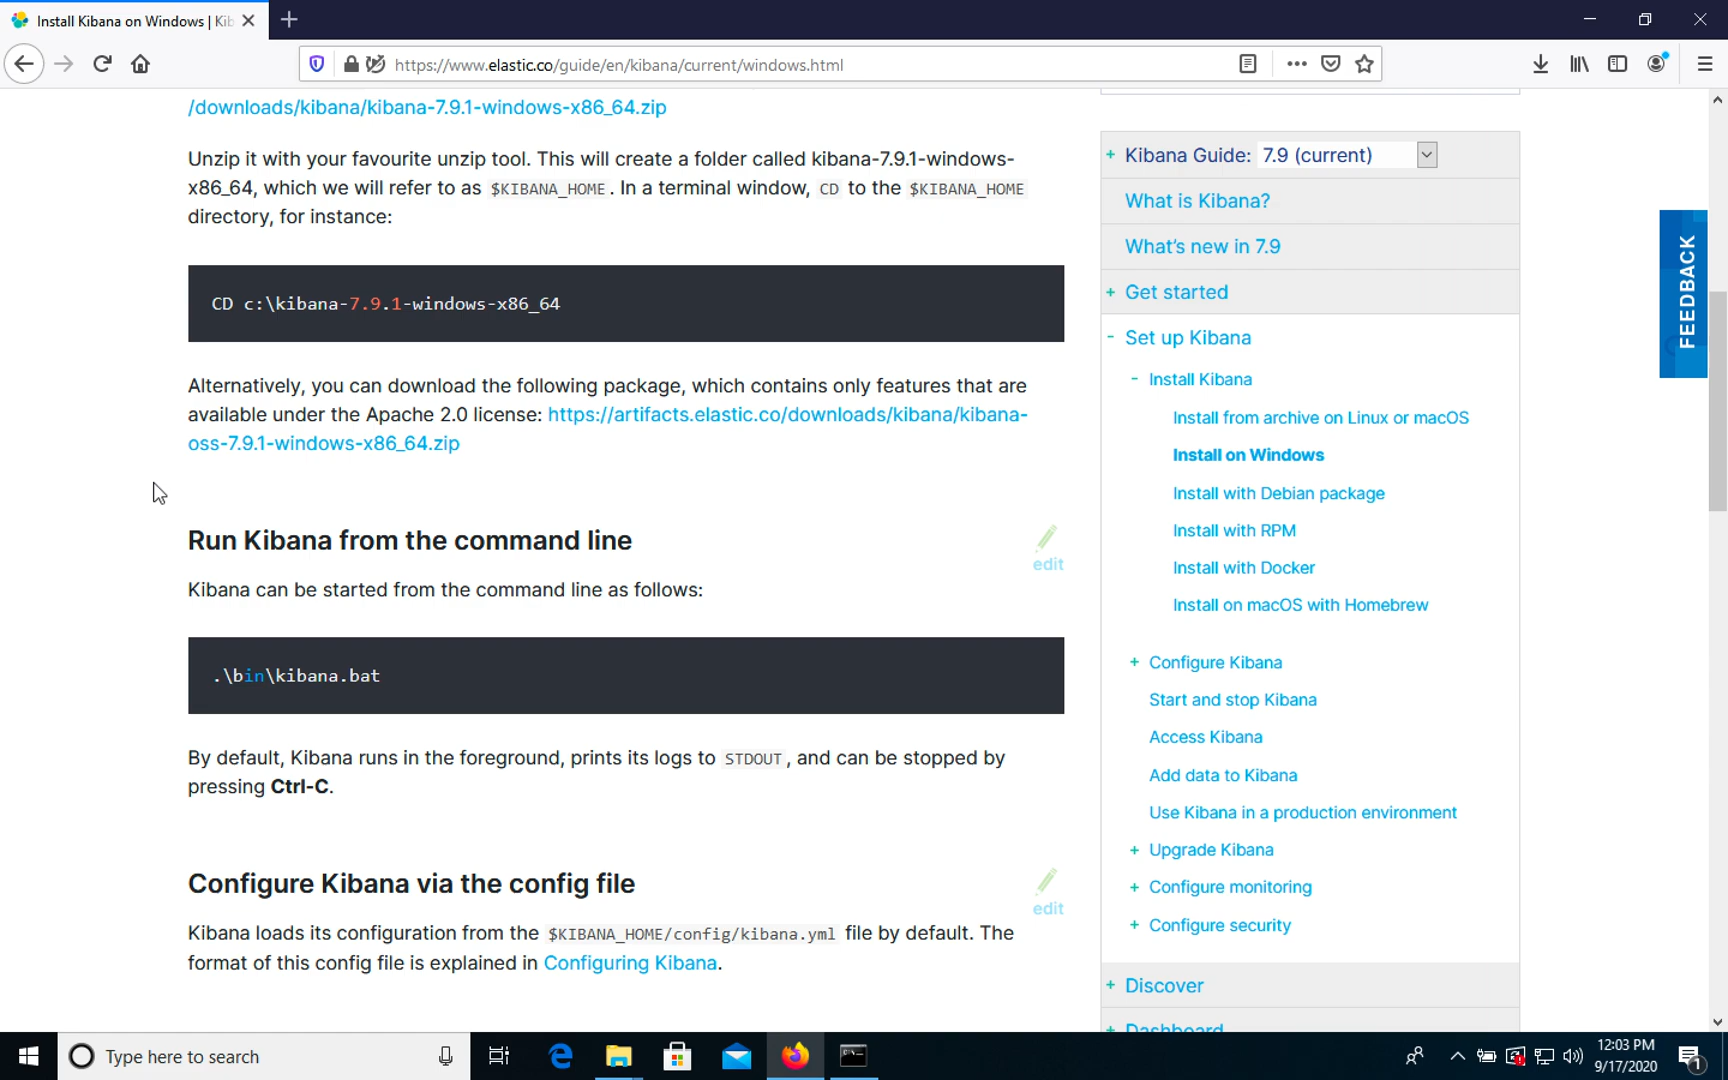 Install Kibana on Windows | Kib
https://www.elastic.co/guide/en/kibana/current/windows.html
/downloads/kibana/kibana-7.9.1-windows-x86_64.zip
Unzip it with your favourite unzip tool. This will create a folder called kibana-7.9.1-windows-
x86_64, which we will refer to as $KIBANA_HOME. In a terminal window, CD to the $KIBANA_HOME
directory, for instance:
CD c:\kibana-7.9.1-windows-x86_64
Alternatively, you can download the following package, which contains only features that are
available under the Apache 2.0 license: https://artifacts.elastic.co/downloads/kibana/kibana-
oss-7.9.1-windows-x86_64.zip
Run Kibana from the command line
edit
Kibana can be started from the command line as follows:
.\bin\kibana.bat
By default, Kibana runs in the foreground, prints its logs to STDOUT, and can be stopped by
pressing Ctrl-C.
Configure Kibana via the config file
edit
Kibana loads its configuration from the $KIBANA_HOME/config/kibana.yml file by default. The
format of this config file is explained in Configuring Kibana.
+ Kibana Guide: 7.9 (current)
What is Kibana?
What's new in 7.9
+ Get started
- Set up Kibana
- Install Kibana
Install from archive on Linux or macOS
Install on Windows
Install with Debian package
Install with RPM
Install with Docker
Install on macOS with Homebrew
+ Configure Kibana
Start and stop Kibana
Access Kibana
Add data to Kibana
Use Kibana in a production environment
+ Upgrade Kibana
+ Configure monitoring
+ Configure security
+ Discover
+ Dashboard
FEEDBACK
Type here to search
12:03 PM
9/17/2020
1